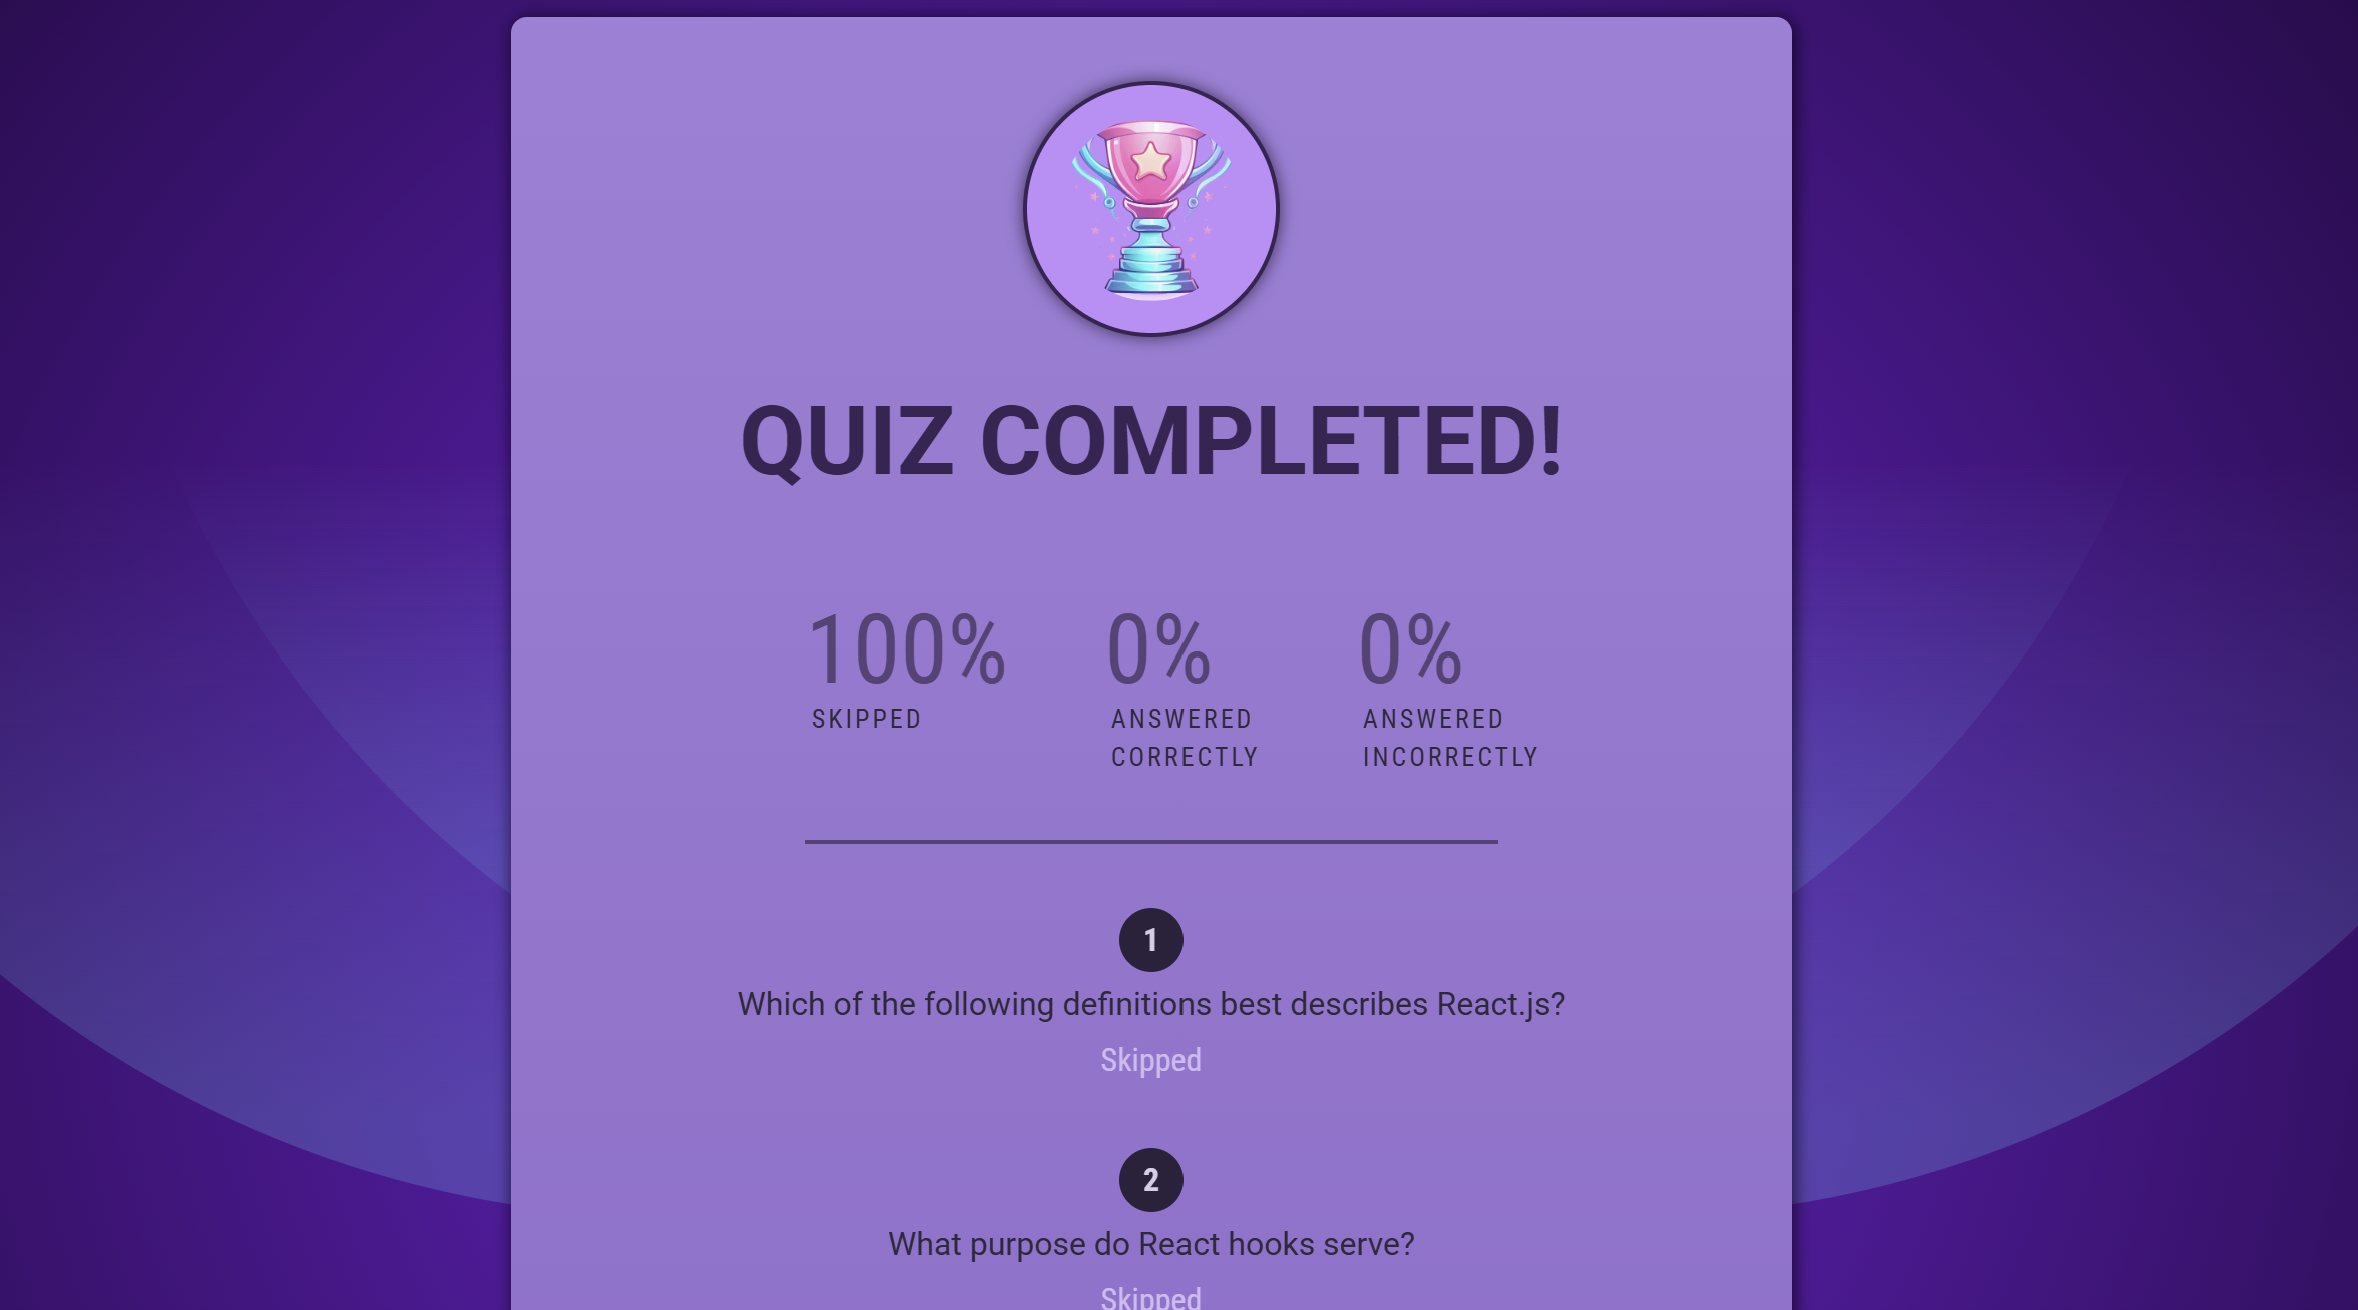 QUIZ COMPLETED!
100%
SKIPPED
0%
ANSWERED
CORRECTLY
0%
ANSWERED
INCORRECTLY
1
Which of the following definitions best describes React.js?
Skipped
2
What purpose do React hooks serve?
Skipped